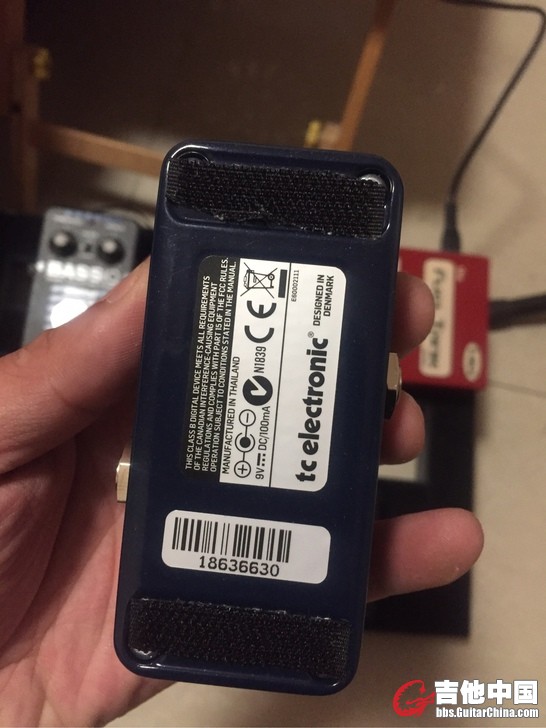 THIS CLASS B DIGITAL DEVICE MEETS ALL REQUIREMENTS
OF THE CANADIAN INTERFERENCE-CAUSING EQUIPMENT
REGULATIONS AND COMPLIES WITH PART 15 OF THE FCC RULES.
OPERATION SUBJECT TO CONDITIONS STATED IN THE MANUAL.
MANUFACTURED IN THAILAND
9V DC/100mA
N1839
CE
E60002111
tc electronic®
DESIGNED IN
DENMARK
18636630
BASS
吉他中国
bbs.GuitarChina.com